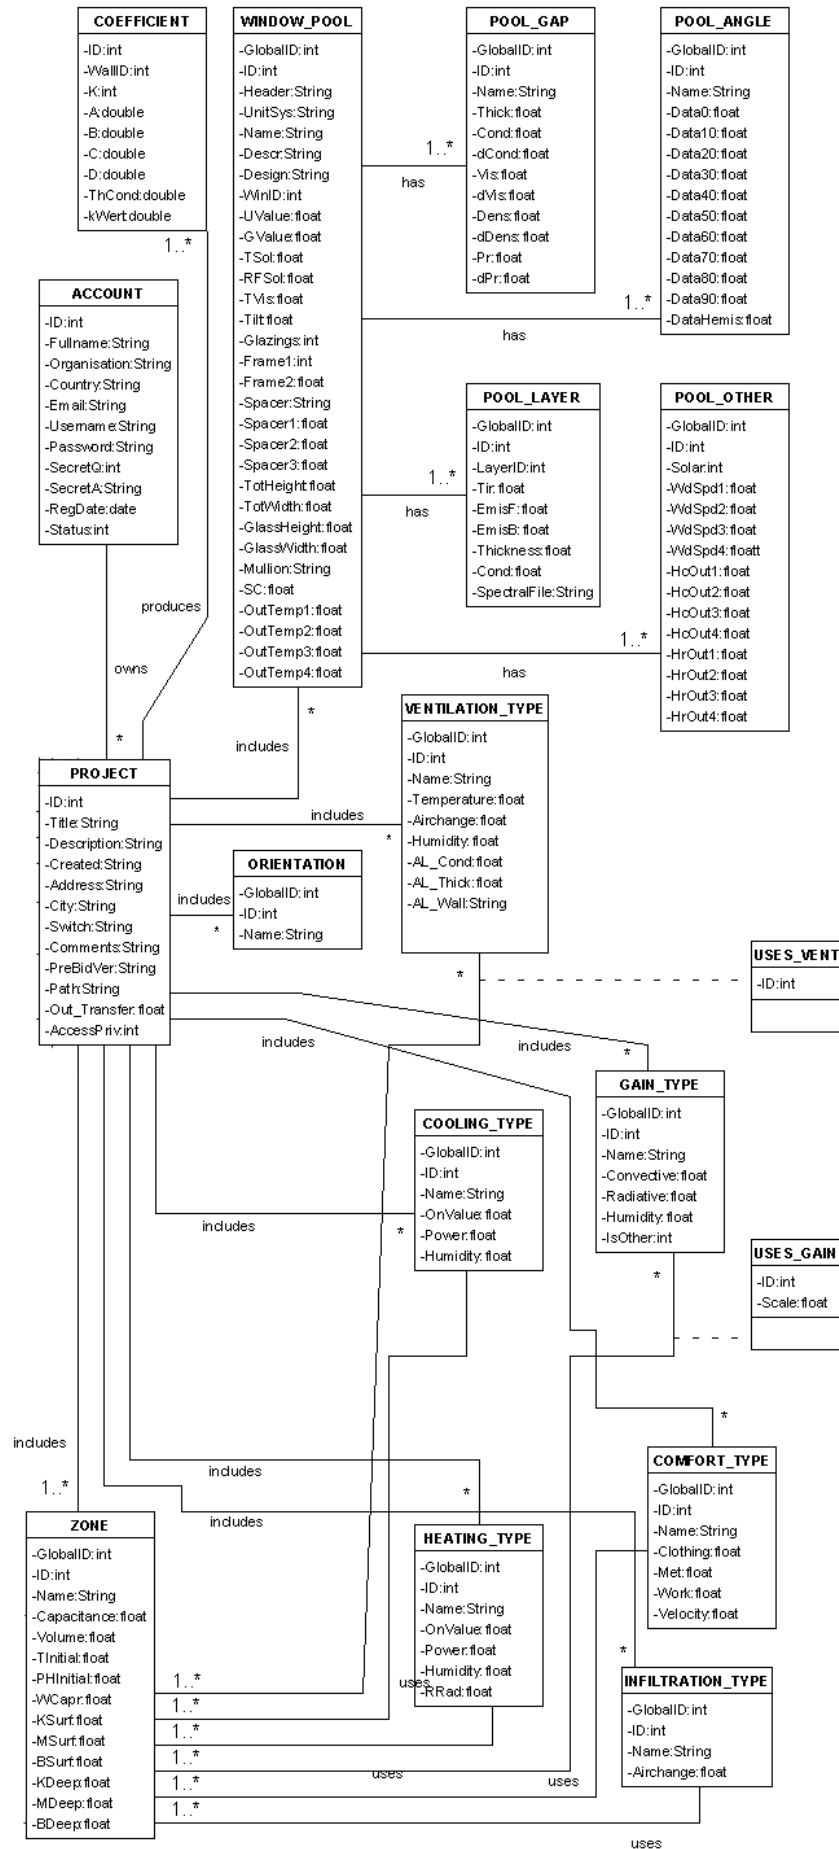 COEFFICIENT
-ID:int
-WallID:int
-K:int
-A:double
-B:double
-C:double
-D:double
-ThCond:double
-kWert:double
1..*
WINDOW_POOL
-GlobalID:int
-ID:int
-Header:String
-UnitSys:String
-Name:String
-Descr:String
-Design:String
-WinID:int
-UValue:float
-GValue:float
-TSol:float
-RFSol:float
-TVis:float
-Tilt:float
-Glazings:int
-Frame1:int
-Frame2:float
-Spacer:String
-Spacer1:float
-Spacer2:float
-Spacer3:float
-TotHeight:float
-TotWidth:float
-GlassHeight:float
-GlassWidth:float
-Mullion:String
-SC:float
-OutTemp1:float
-OutTemp2:float
-OutTemp3:float
-OutTemp4:float
POOL_GAP
-GlobalID:int
-ID:int
-Name:String
-Thick:float
-Cond:float
-dCond:float
-Vis:float
-dVis:float
-Dens:float
-dDens:float
-Pr:float
-dPr:float
1..*
has
POOL_ANGLE
-GlobalID:int
-ID:int
-Name:String
-Data0:float
-Data10:float
-Data20:float
-Data30:float
-Data40:float
-Data50:float
-Data60:float
-Data70:float
-Data80:float
-Data90:float
-DataHemis:float
1..*
has
ACCOUNT
-ID:int
-Fullname:String
-Organisation:String
-Country:String
-Email:String
-Username:String
-Password:String
-SecretQ:int
-SecretA:String
-RegDate:date
-Status:int
POOL_LAYER
-GlobalID:int
-ID:int
-LayerID:int
-Tir:float
-EmisF:float
-EmisB:float
-Thickness:float
-Cond:float
-SpectralFile:String
1..*
has
POOL_OTHER
-GlobalID:int
-ID:int
-Solar:int
-WdSpd1:float
-WdSpd2:float
-WdSpd3:float
-WdSpd4:floatt
-HcOut1:float
-HcOut2:float
-HcOut3:float
-HcOut4:float
-HrOut1:float
-HrOut2:float
-HrOut3:float
-HrOut4:float
1..*
has
produces
owns
*
*
includes
VENTILATION_TYPE
-GlobalID:int
-ID:int
-Name:String
-Temperature:float
-Airchange:float
-Humidity:float
-AL_Cond:float
-AL_Thick:float
-AL_Wall:String
PROJECT
-ID:int
-Title:String
-Description:String
-Created:String
-Address:String
-City:String
-Switch:String
-Comments:String
-PreBidVer:String
-Path:String
-Out_Transfer:float
-AccessPriv:int
includes
*
ORIENTATION
-GlobalID:int
-ID:int
-Name:String
includes
*
*
USES_VENT
-ID:int
includes
includes
*
GAIN_TYPE
-GlobalID:int
-ID:int
-Name:String
-Convective:float
-Radiative:float
-Humidity:float
-IsOther:int
COOLING_TYPE
-GlobalID:int
-ID:int
-Name:String
-OnValue:float
-Power:float
-Humidity:float
includes
*
*
USES_GAIN
-ID:int
-Scale:float
*
COMFORT_TYPE
-GlobalID:int
-ID:int
-Name:String
-Clothing:float
-Met:float
-Work:float
-Velocity:float
includes
1..*
includes
*
includes
ZONE
-GlobalID:int
-ID:int
-Name:String
-Capacitance:float
-Volume:float
-TInitial:float
-PHInitial:float
-WCapr:float
-KSurf:float
-MSurf:float
-BSurf:float
-KDeep:float
-MDeep:float
-BDeep:float
HEATING_TYPE
-GlobalID:int
-ID:int
-Name:String
-OnValue:float
-Power:float
-Humidity:float
-RRad:float
*
INFILTRATION_TYPE
-GlobalID:int
-ID:int
-Name:String
-Airchange:float
1..*
1..*
1..*
1..*
1..*
1..*
uses
uses
uses
uses